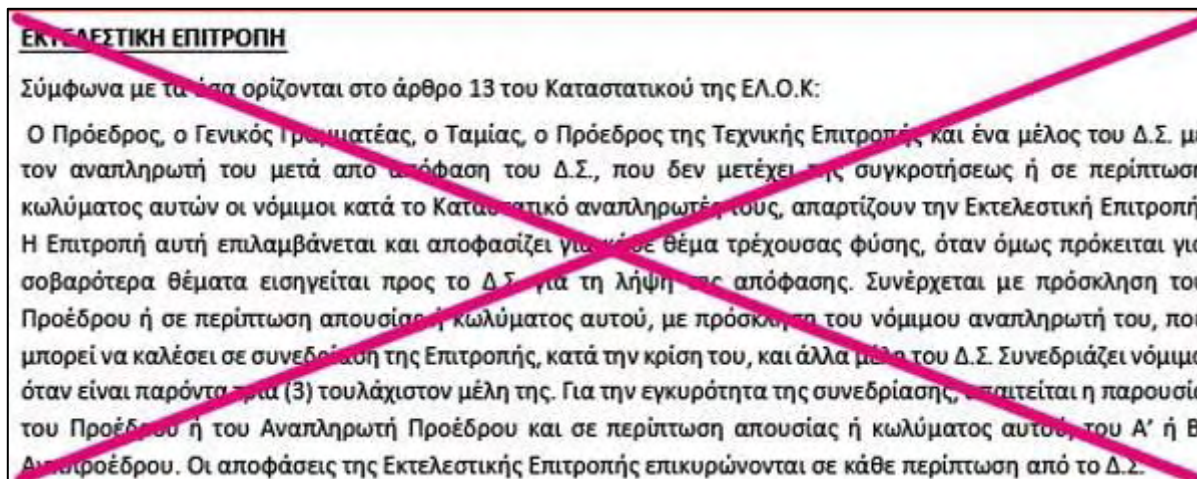 ΕΚΤΕΛΕΣΤΙΚΗ ΕΠΙΤΡΟΠΗ
Σύμφωνα με τα όσα ορίζονται στο άρθρο 13 του Καταστατικού της ΕΛ.Ο.Κ:
Ο Πρόεδρος, ο Γενικός Γραμματέας, ο Ταμίας, ο Πρόεδρος της Τεχνικής Επιτροπής και ένα μέλος του Δ.Σ. με
τον αναπληρωτή του μετά από απόφαση του Δ.Σ., που δεν μετέχει της συγκροτήσεως ή σε περίπτωση
κωλύματος αυτών οι νόμιμοι κατά το Καταστατικό αναπληρωτές τους, απαρτίζουν την Εκτελεστική Επιτροπή
Η Επιτροπή αυτή επιλαμβάνεται και αποφασίζει για κάθε θέμα τρέχουσας φύσης, όταν όμως πρόκειται για
σοβαρότερα θέματα εισηγείται προς το Δ.Σ. για τη λήψη της απόφασης. Συνέρχεται με πρόσκληση του
Προέδρου ή σε περίπτωση απουσίας ή κωλύματος αυτού, με πρόσκληση του νόμιμου αναπληρωτή του, που
μπορεί να καλέσει σε συνεδρίαση της Επιτροπής, κατά την κρίση του, και άλλα μέλη του Δ.Σ. Συνεδριάζει νόμιμα
όταν είναι παρόντα τρία (3) τουλάχιστον μέλη της. Για την εγκυρότητα της συνεδρίασης, απαιτείται η παρουσία
του Προέδρου ή του Αναπληρωτή Προέδρου και σε περίπτωση απουσίας ή κωλύματος αυτού, του Α' ή Β
Αντιπροέδρου. Οι αποφάσεις της Εκτελεστικής Επιτροπής επικυρώνονται σε κάθε περίπτωση από το Δ.Σ.